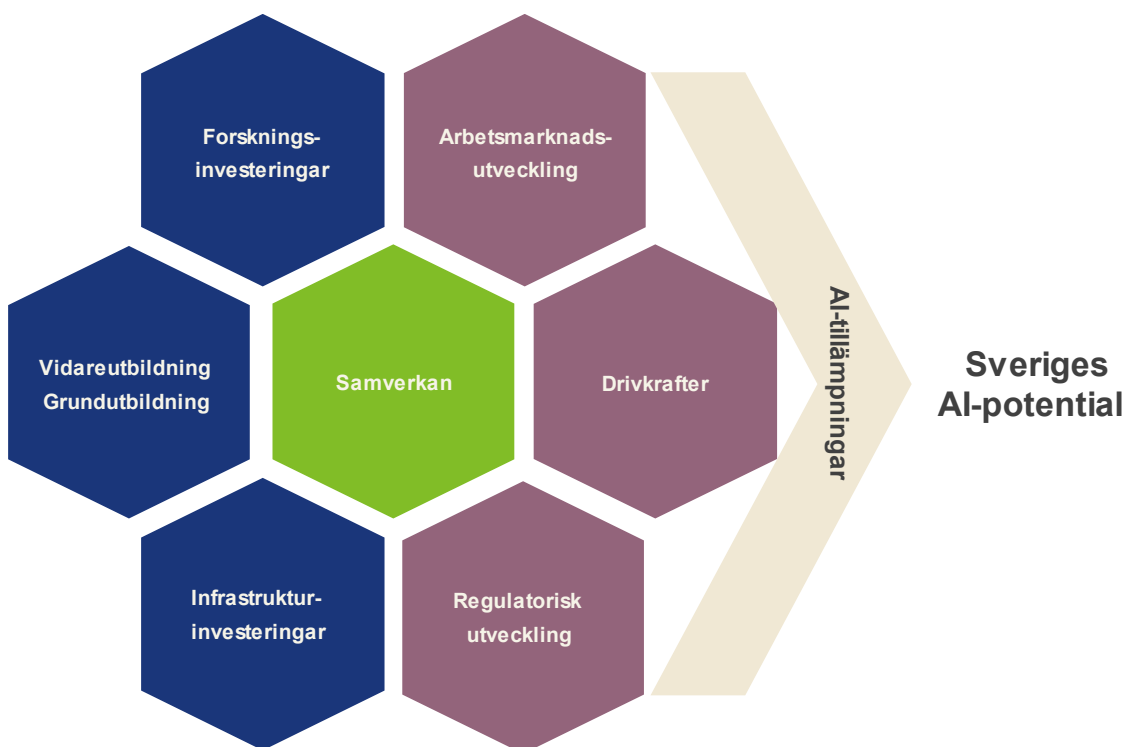 Forsknings-
investeringar
Arbetsmarknads-
utveckling
Vidareutbildning
Grundutbildning
Samverkan
Drivkrafter
AI-tillämpningar
Sveriges
AI-potential
Infrastruktur-
investeringar
Regulatorisk
utveckling